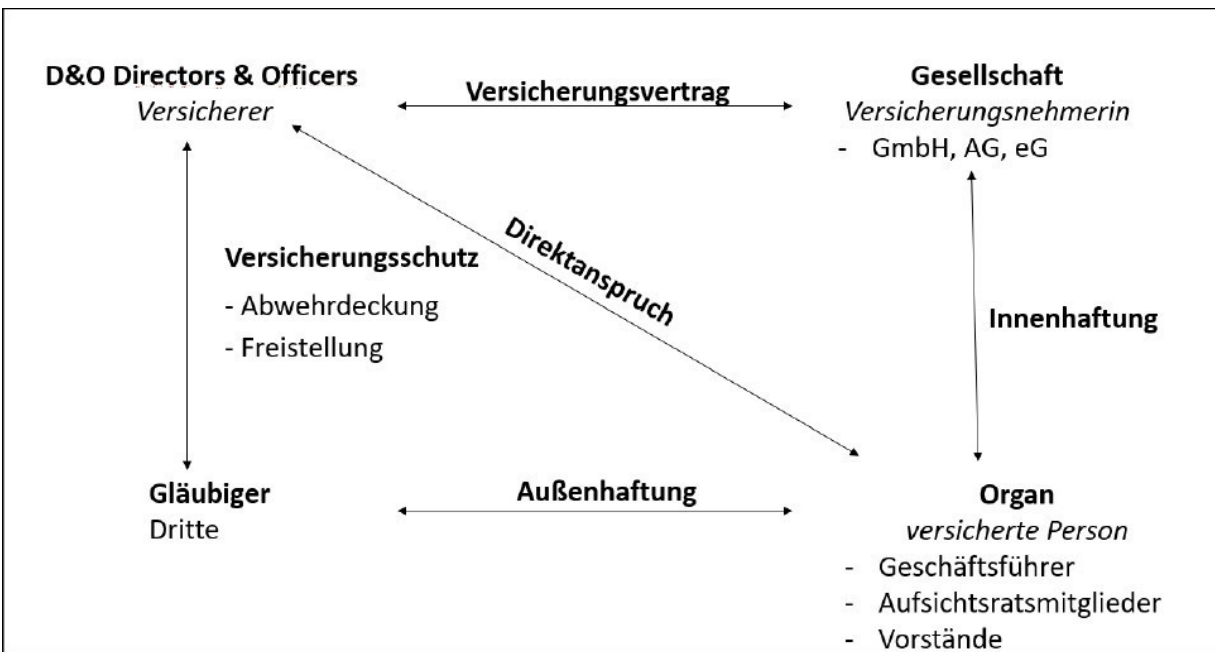 D&O Directors & Officers
Versicherer
Versicherungsvertrag
Gesellschaft
Versicherungsnehmerin
- GmbH, AG, eG
Versicherungsschutz
- Abwehrdeckung
- Freistellung
Direktanspruch
Innenhaftung
Gläubiger
Dritte
Außenhaftung
Organ
versicherte Person
- Geschäftsführer
- Aufsichtsratsmitglieder
- Vorstände